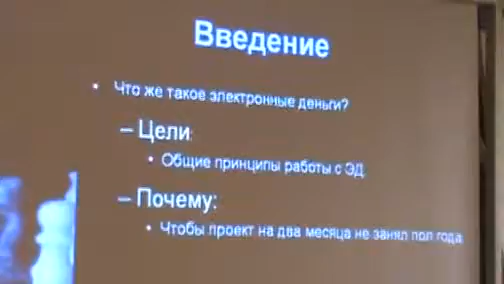 Введение
• Что же такое электронные деньги?
– Цели:
• Общие принципы работы с ЭД
– Почему:
• Чтобы проект на два месяца не занял пол года